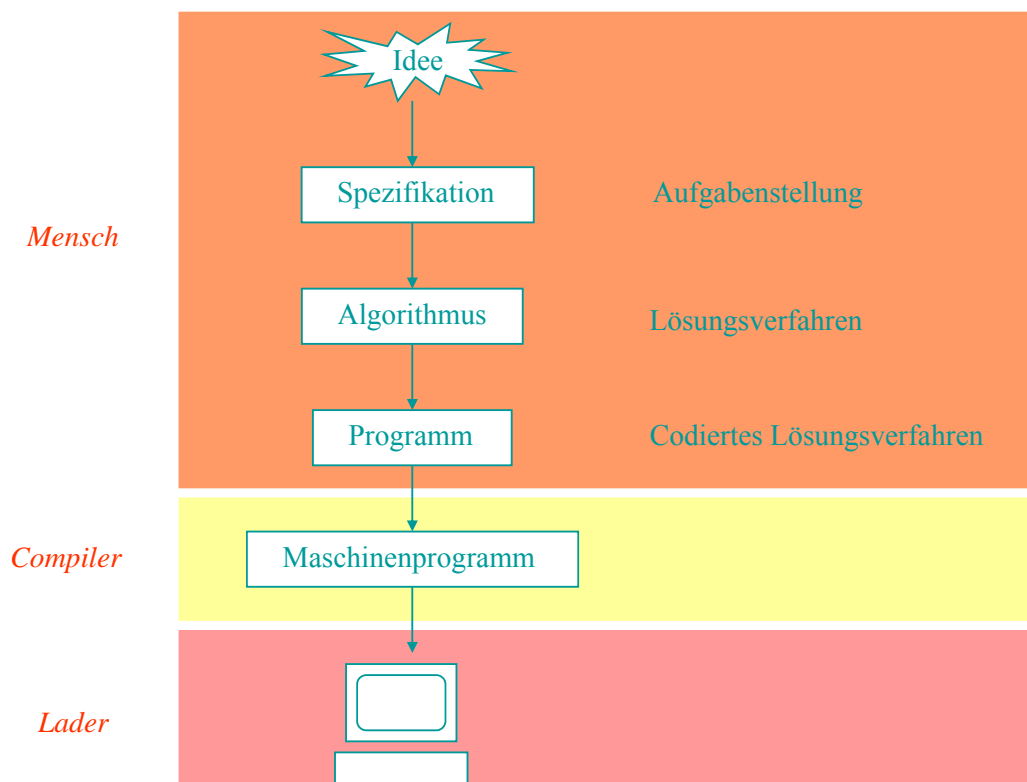 Idee
Spezifikation Aufgabenstellung
Mensch
Algorithmus Lösungsverfahren
Programm Codiertes Lösungsverfahren
Compiler Maschinenprogramm
Lader